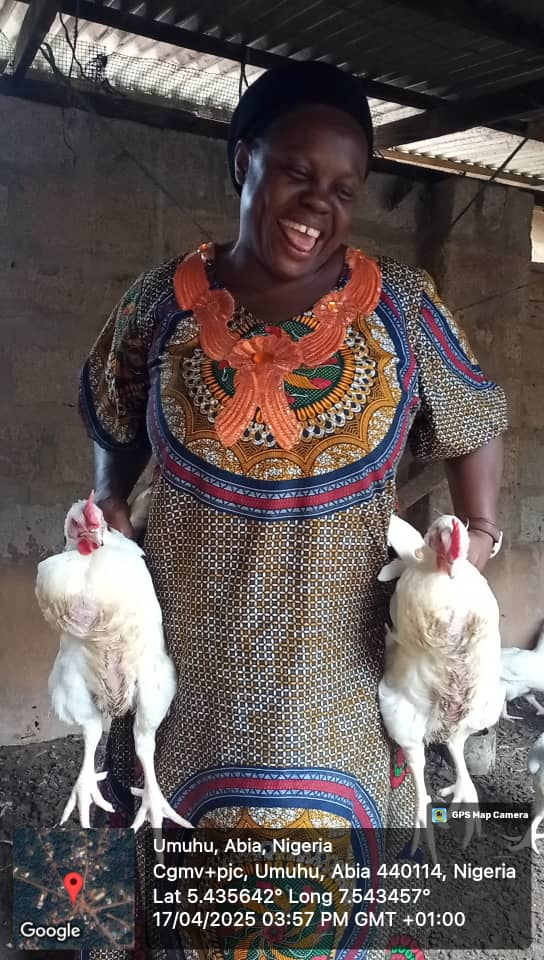 GPS Map Camera
Umuhu, Abia, Nigeria
Cgmv+pjc, Umuhu, Abia 440114, Nigeria
Lat 5.435642° Long 7.543457°
17/04/2025 03:57 PM GMT +01:00
Google